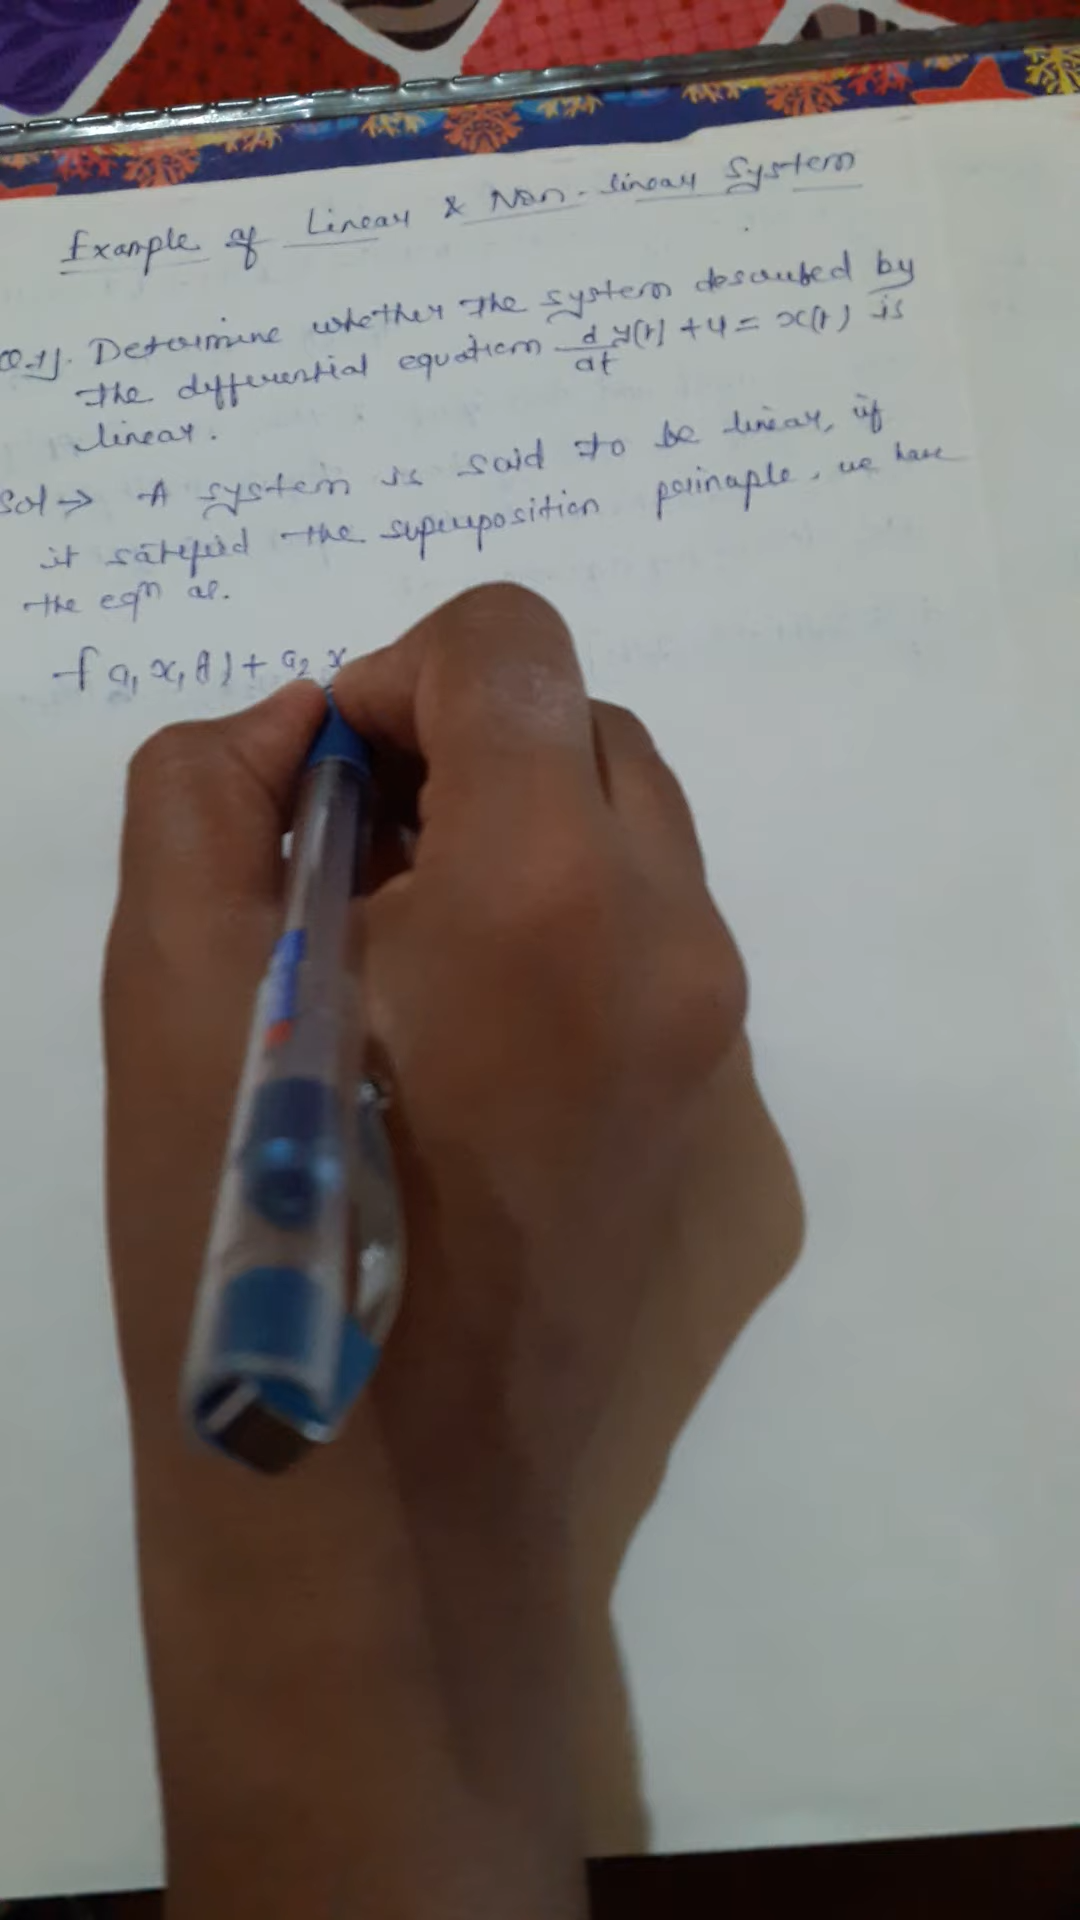 Example of Linear & Non-linear System
Q.1). Determine whether the system described by
the differential equation d/dt y(t) + 4 = x(t) is
linear.
Sol → A system is said to be linear, if
it satisfied the superposition prinaple, we have
the eqn as.
f a1 x1(t) + a2 x